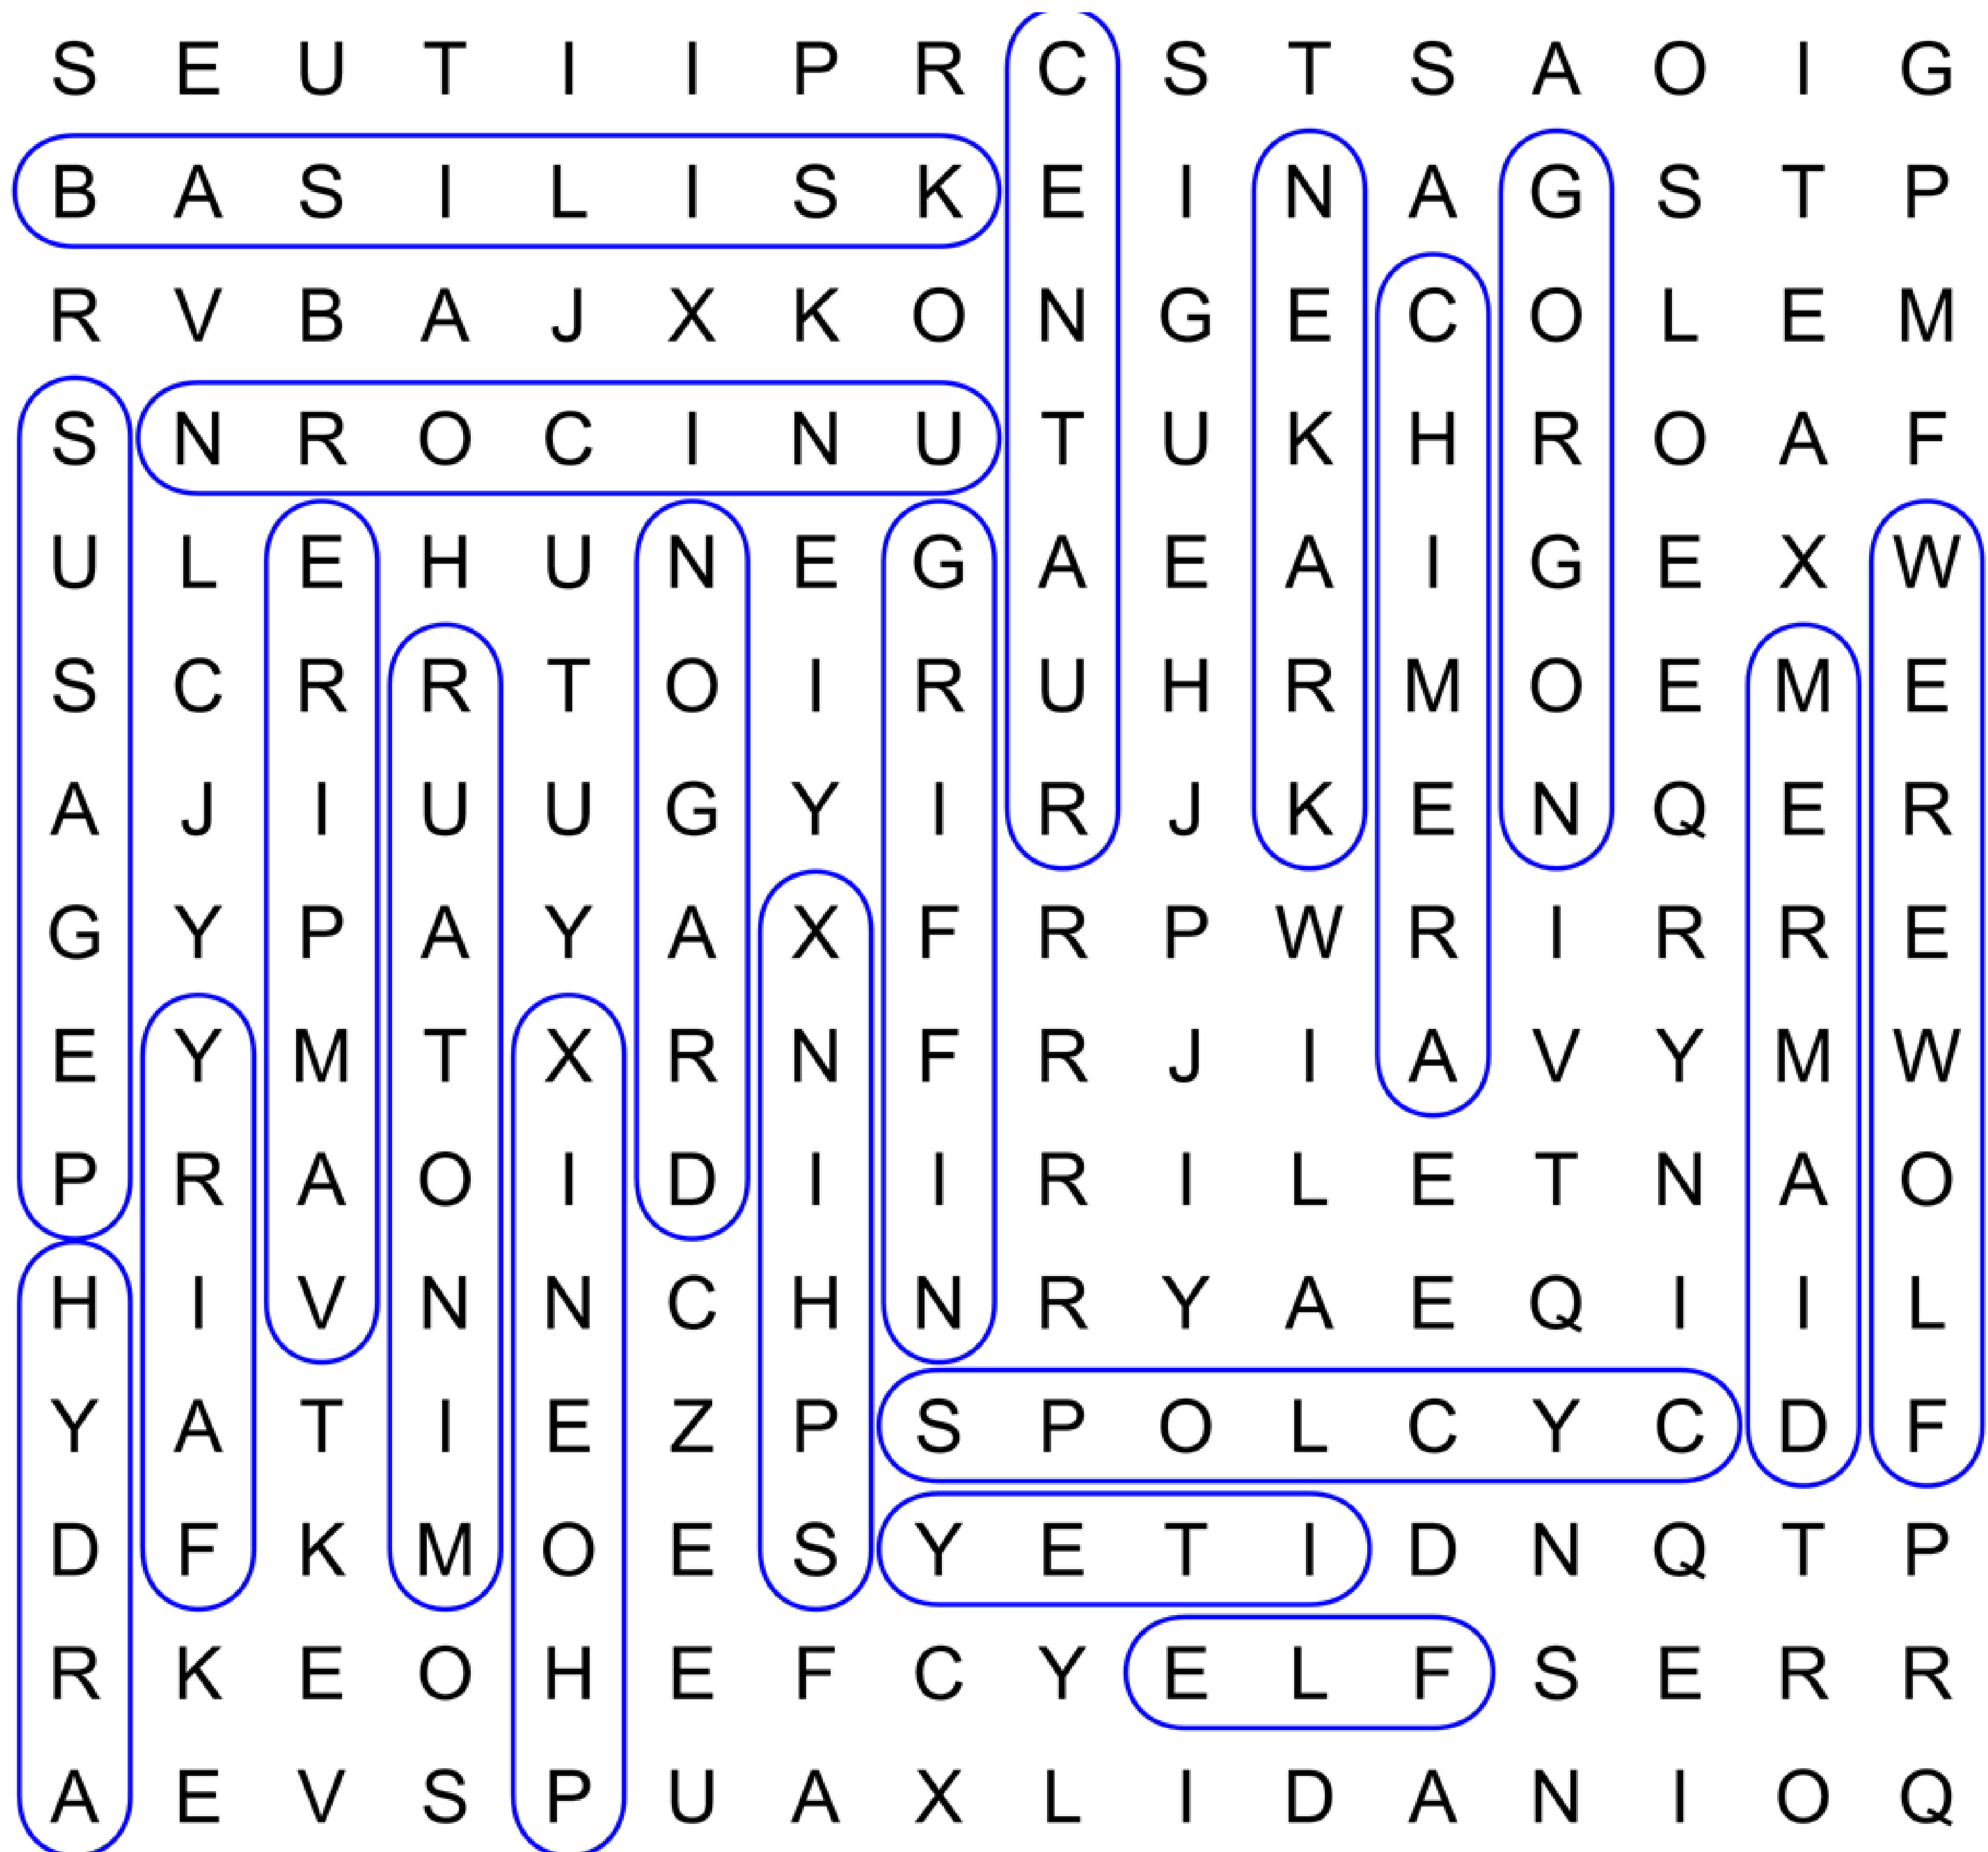 S E U T I I P R C S T S A O I G
B A S I L I S K E I N A G S T P
R V B A J X K O N G E C O L E M
S N R O C I N U T U K H R O A F
U L E H U N E G A E A I G E X W
S C R R T O I R U H R M O E M E
A J I U U G Y I R J K E N Q E R
G Y P A Y A X F R P W R I R R E
E Y M T X R N F R J I A V Y M W
P R A O I D I I R I L E T N A O
H I V N N C H N R Y A E Q I I L
Y A T I E Z P S P O L C Y C D F
D F K M O E S Y E T I D N Q T P
R K E O H E F C Y E L F S E R R
A E V S P U A X L I D A N I O Q